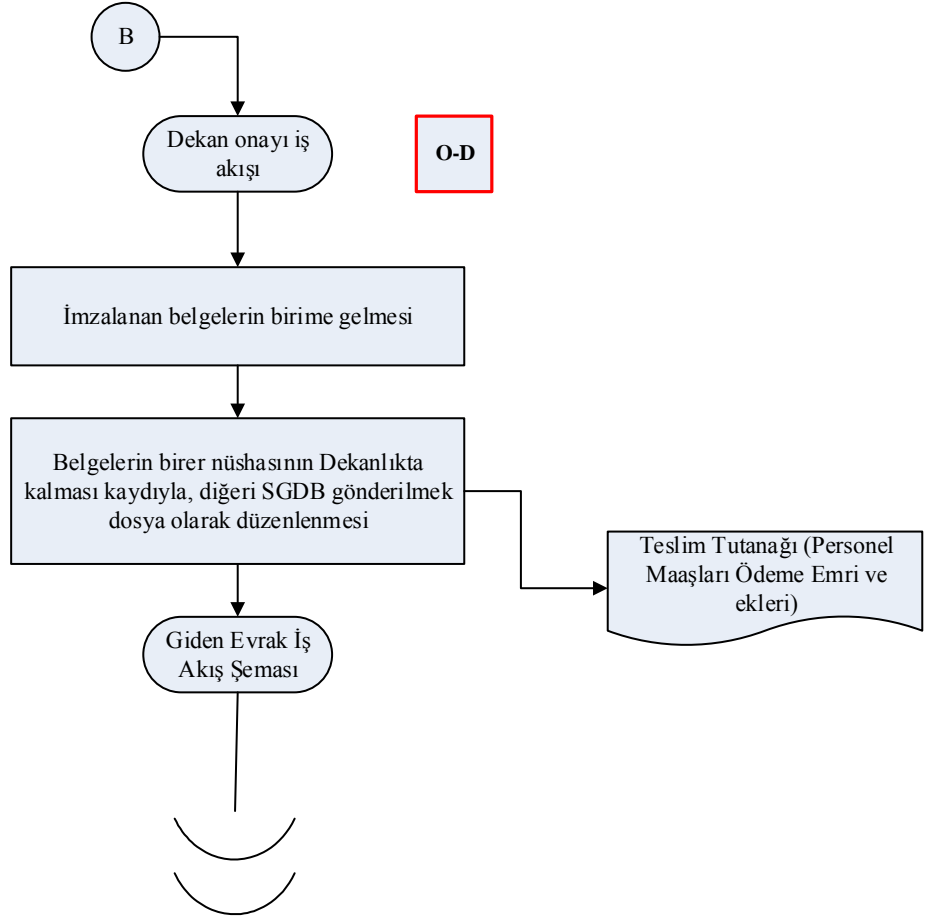 B
Dekan onayı iş
akışı
O-D
İmzalanan belgelerin birime gelmesi
Belgelerin birer nüshasının Dekanlıkta
kalması kaydıyla, diğeri SGDB gönderilmek
dosya olarak düzenlenmesi
Teslim Tutanağı (Personel
Maaşları Ödeme Emri ve
ekleri)
Giden Evrak İş
Akış Şeması